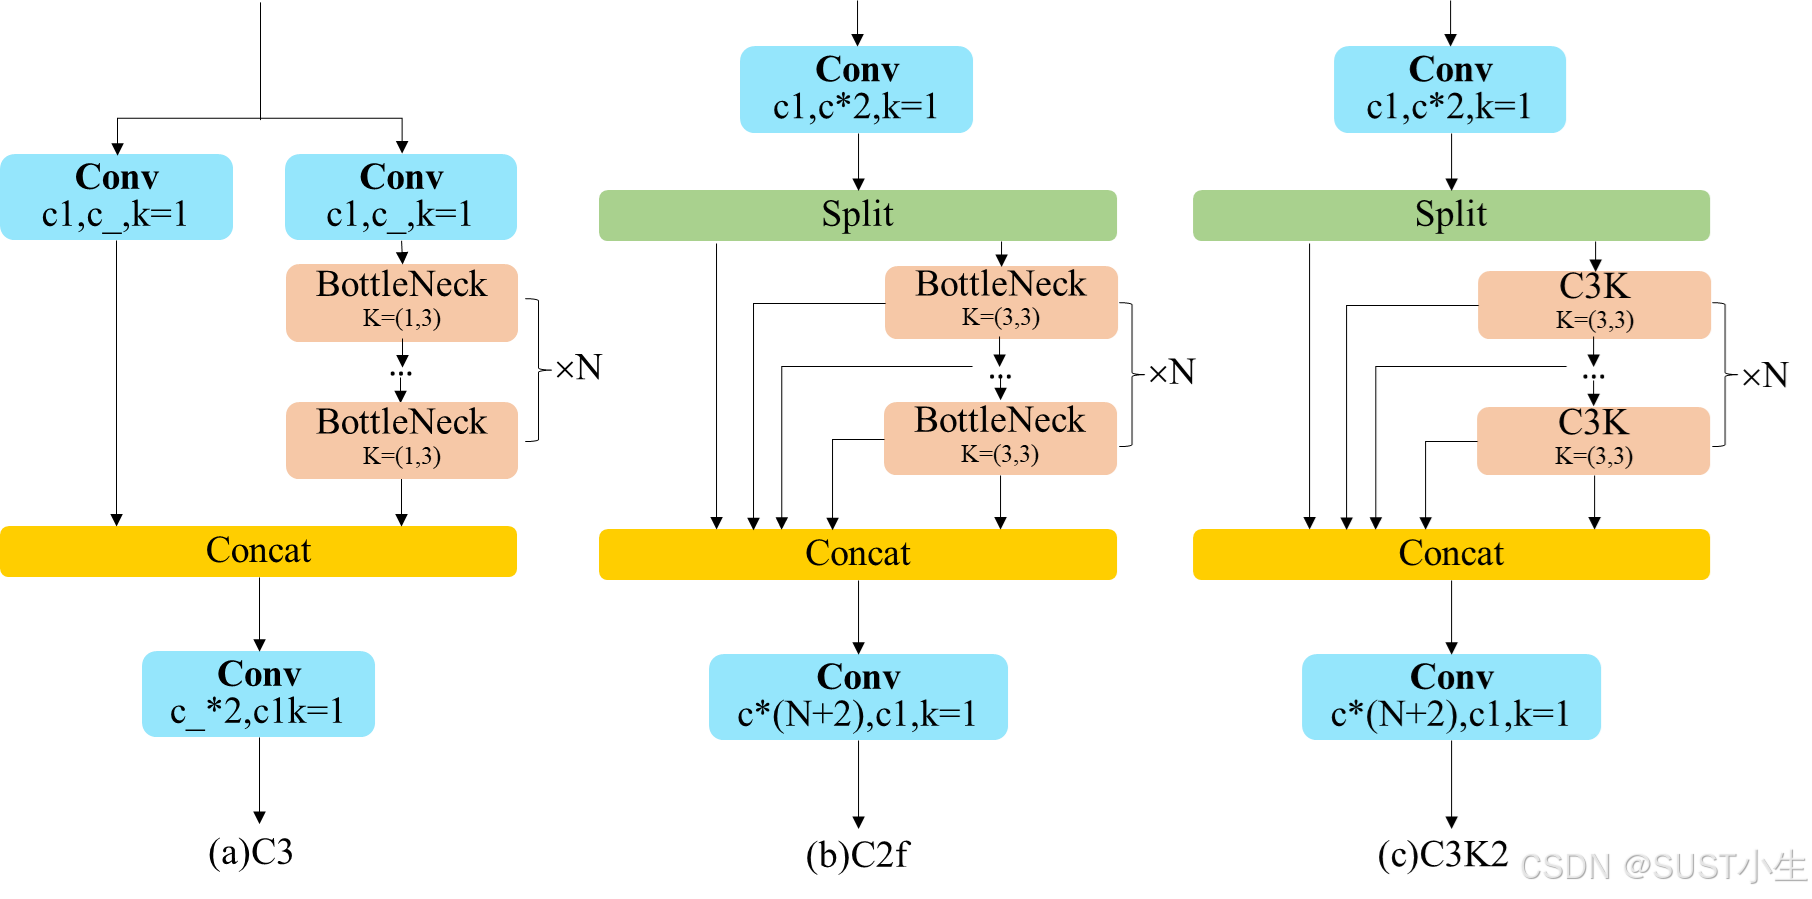 Conv
c1,c_,k=1
Conv
c1,c_,k=1
BottleNeck
K=(1,3)
...
BottleNeck
K=(1,3)
×N
Concat
Conv
c_*2,c1k=1
(a)C3
Conv
c1,c*2,k=1
Split
BottleNeck
K=(3,3)
...
BottleNeck
K=(3,3)
×N
Concat
Conv
c*(N+2),c1,k=1
(b)C2f
Conv
c1,c*2,k=1
Split
C3K
K=(3,3)
...
C3K
K=(3,3)
×N
Concat
Conv
c*(N+2),c1,k=1
(c)C3K2
CSDN @SUST小生